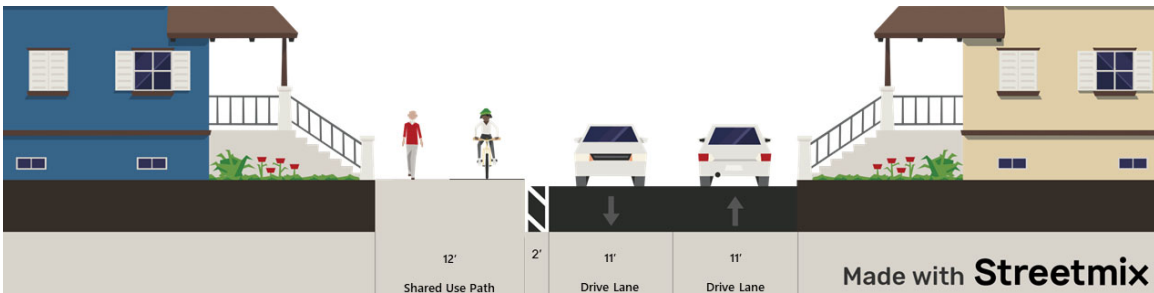 12'
Shared Use Path
2'
11'
Drive Lane
11'
Drive Lane
Made with Streetmix